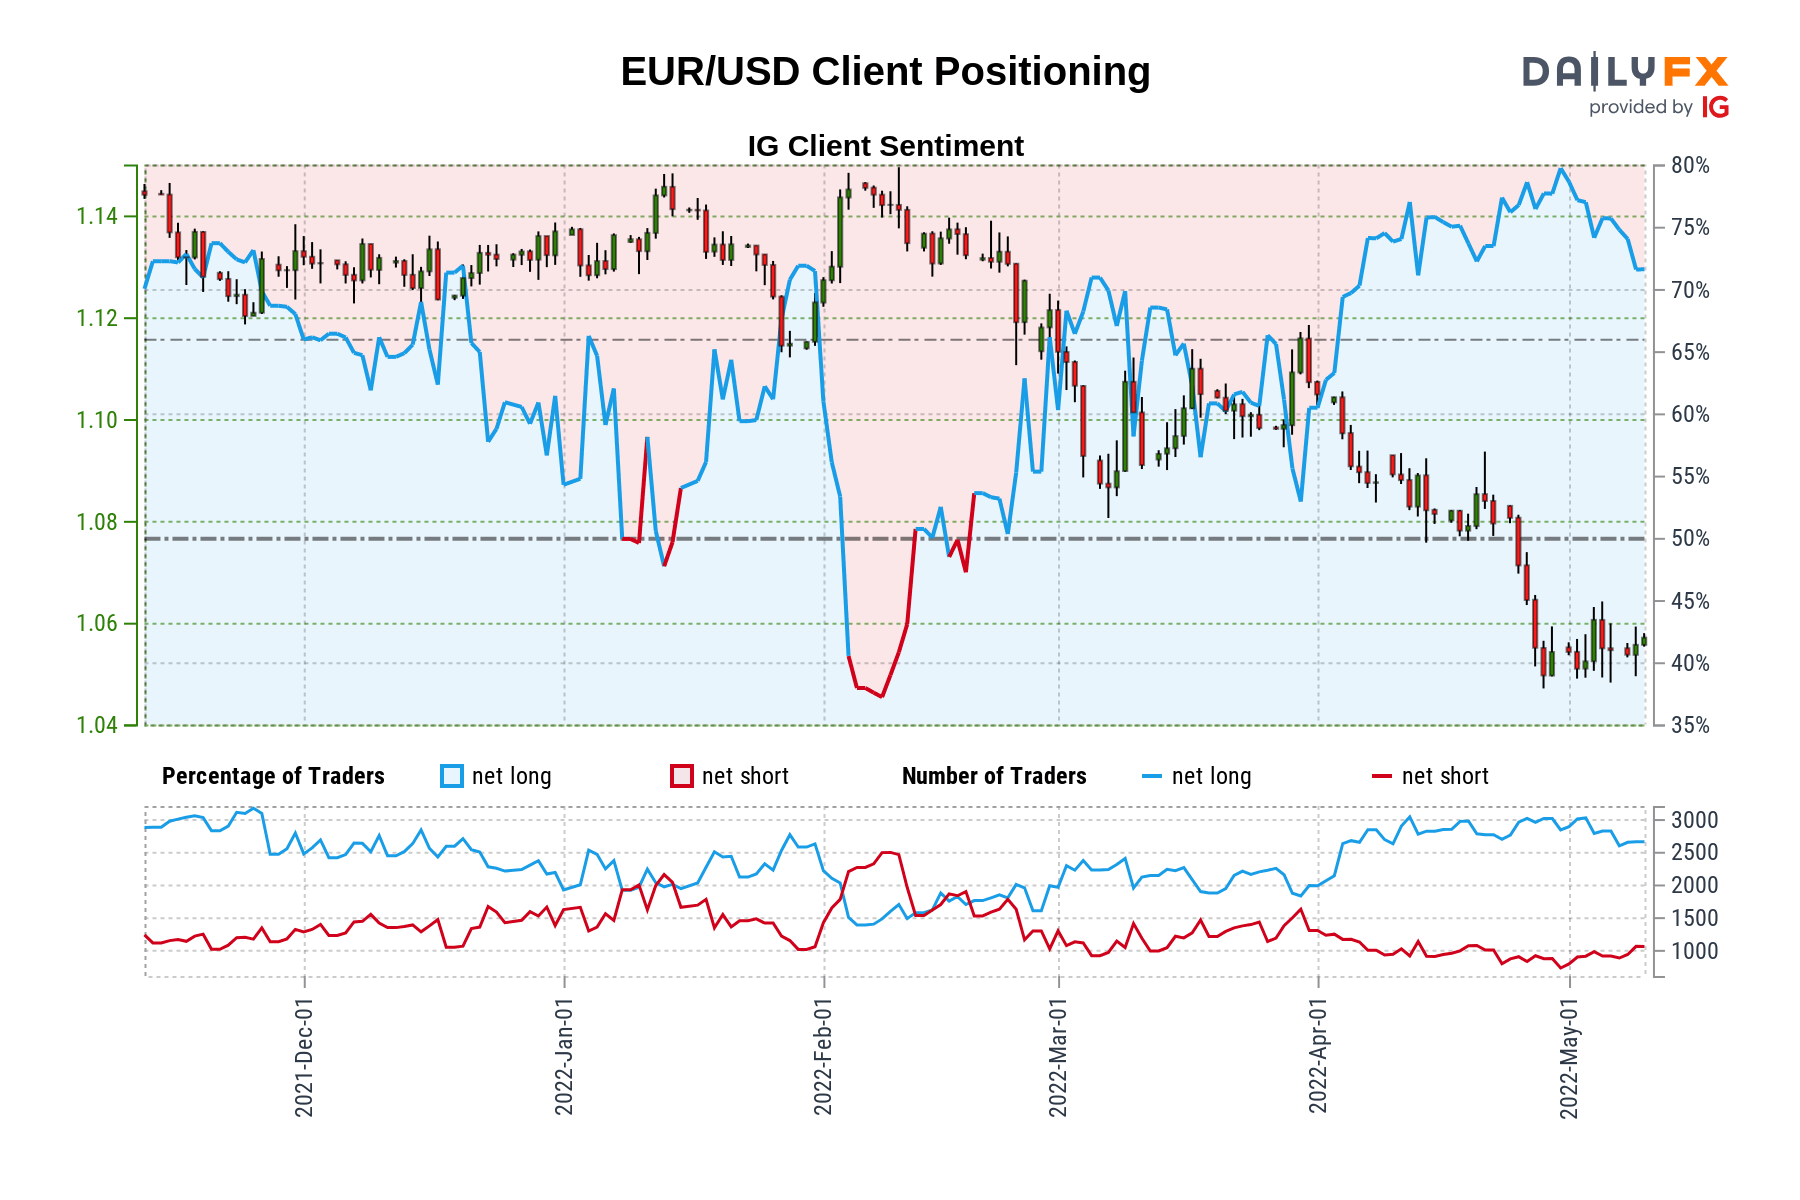 EUR/USD Client Positioning
DAILYFX
provided by IG
IG Client Sentiment
1.14
1.12
1.10
1.08
1.06
1.04
80%
75%
70%
65%
60%
55%
50%
45%
40%
35%
Percentage of Traders net long net short Number of Traders net long net short
3000
2500
2000
1500
1000
2021-Dec-01
2022-Jan-01
2022-Feb-01
2022-Mar-01
2022-Apr-01
2022-May-01